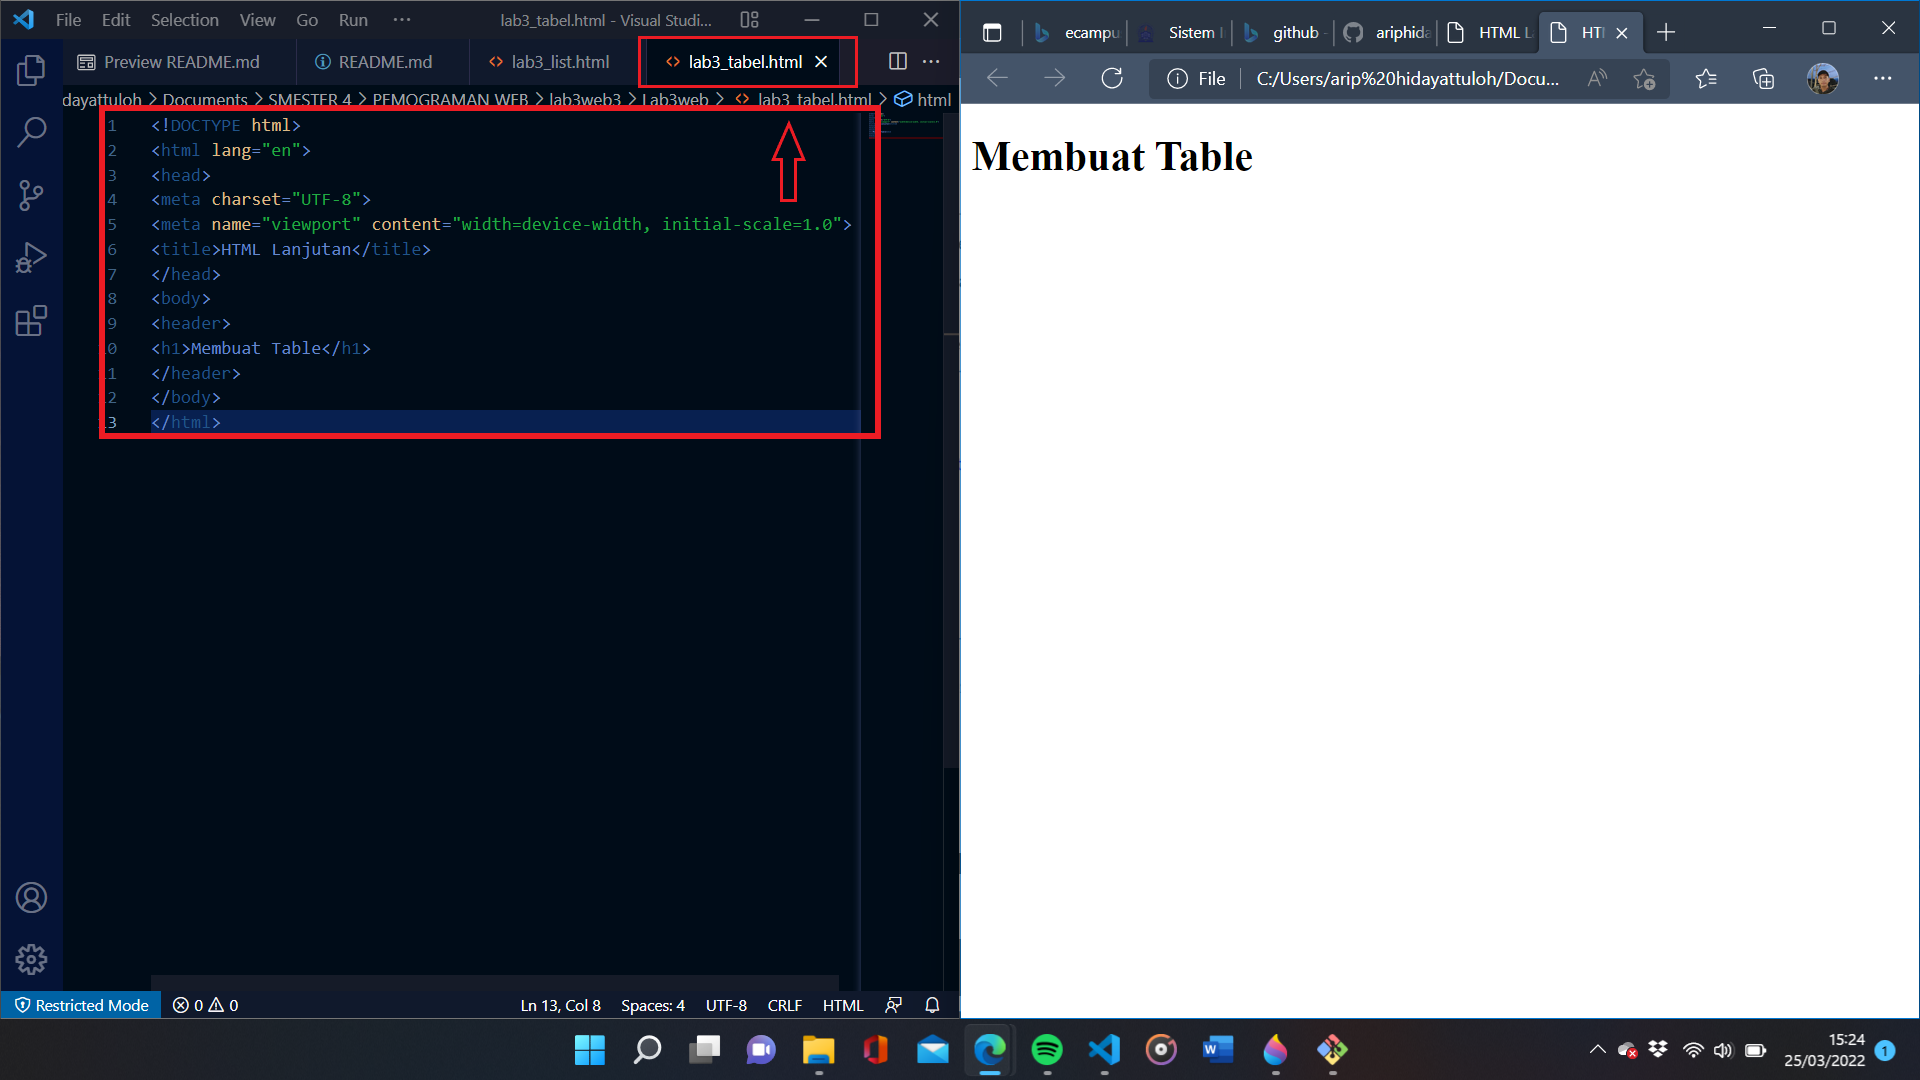 File Edit Selection View Go Run ··· lab3_tabel.html - Visual Studi...
Preview README.md README.md lab3_list.html lab3_tabel.html
dayattuloh > Documents > SMESTER 4 > PEMOGRAMAN WEB > lab3web3 > Lab3web > lab3_tabel.html > html
1 <!DOCTYPE html>
2 <html lang="en">
3 <head>
4 <meta charset="UTF-8">
5 <meta name="viewport" content="width=device-width, initial-scale=1.0">
6 <title>HTML Lanjutan</title>
7 </head>
8 <body>
9 <header>
10 <h1>Membuat Table</h1>
11 </header>
12 </body>
13 </html>
Restricted Mode 0 0 Ln 13, Col 8 Spaces: 4 UTF-8 CRLF HTML
ecampu Sistem I github - ariphida HTML L HTI
File C:/Users/arip%20hidayattuloh/Docu...
Membuat Table
15:24
25/03/2022 1